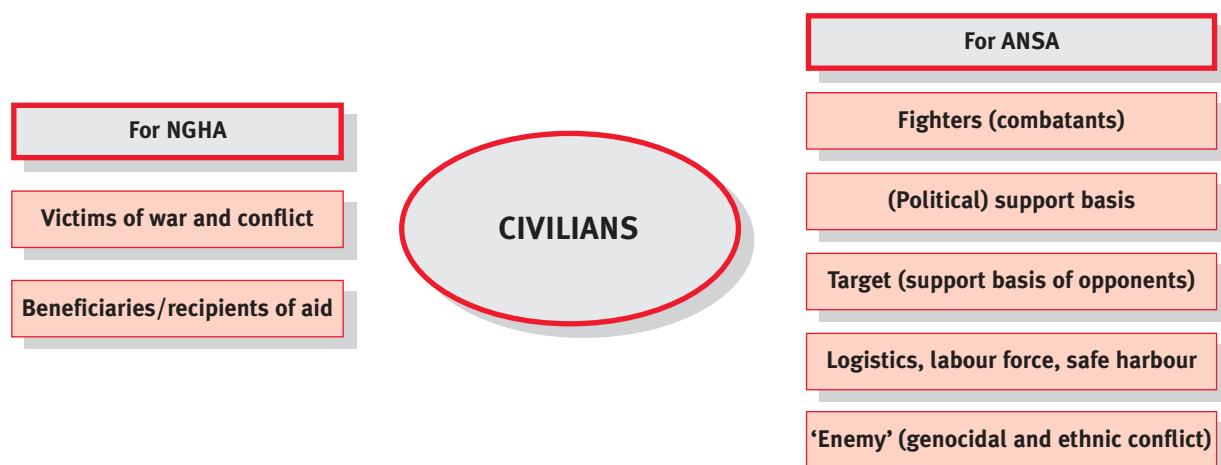 For NGHA
Victims of war and conflict
Beneficiaries/recipients of aid
CIVILIANS
For ANSA
Fighters (combatants)
(Political) support basis
Target (support basis of opponents)
Logistics, labour force, safe harbour
‘Enemy’ (genocidal and ethnic conflict)